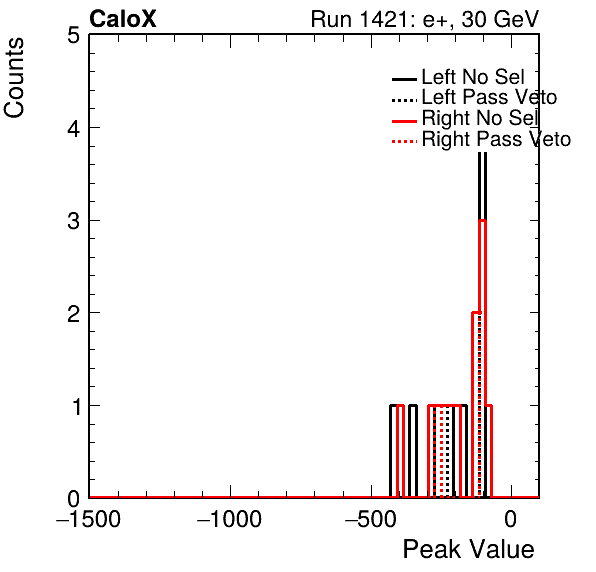 CaloX Run 1421: e+, 30 GeV
Counts
5
Left No Sel
Left Pass Veto
Right No Sel
Right Pass Veto
4
3
2
1
0
−1500 −1000 −500 0
Peak Value